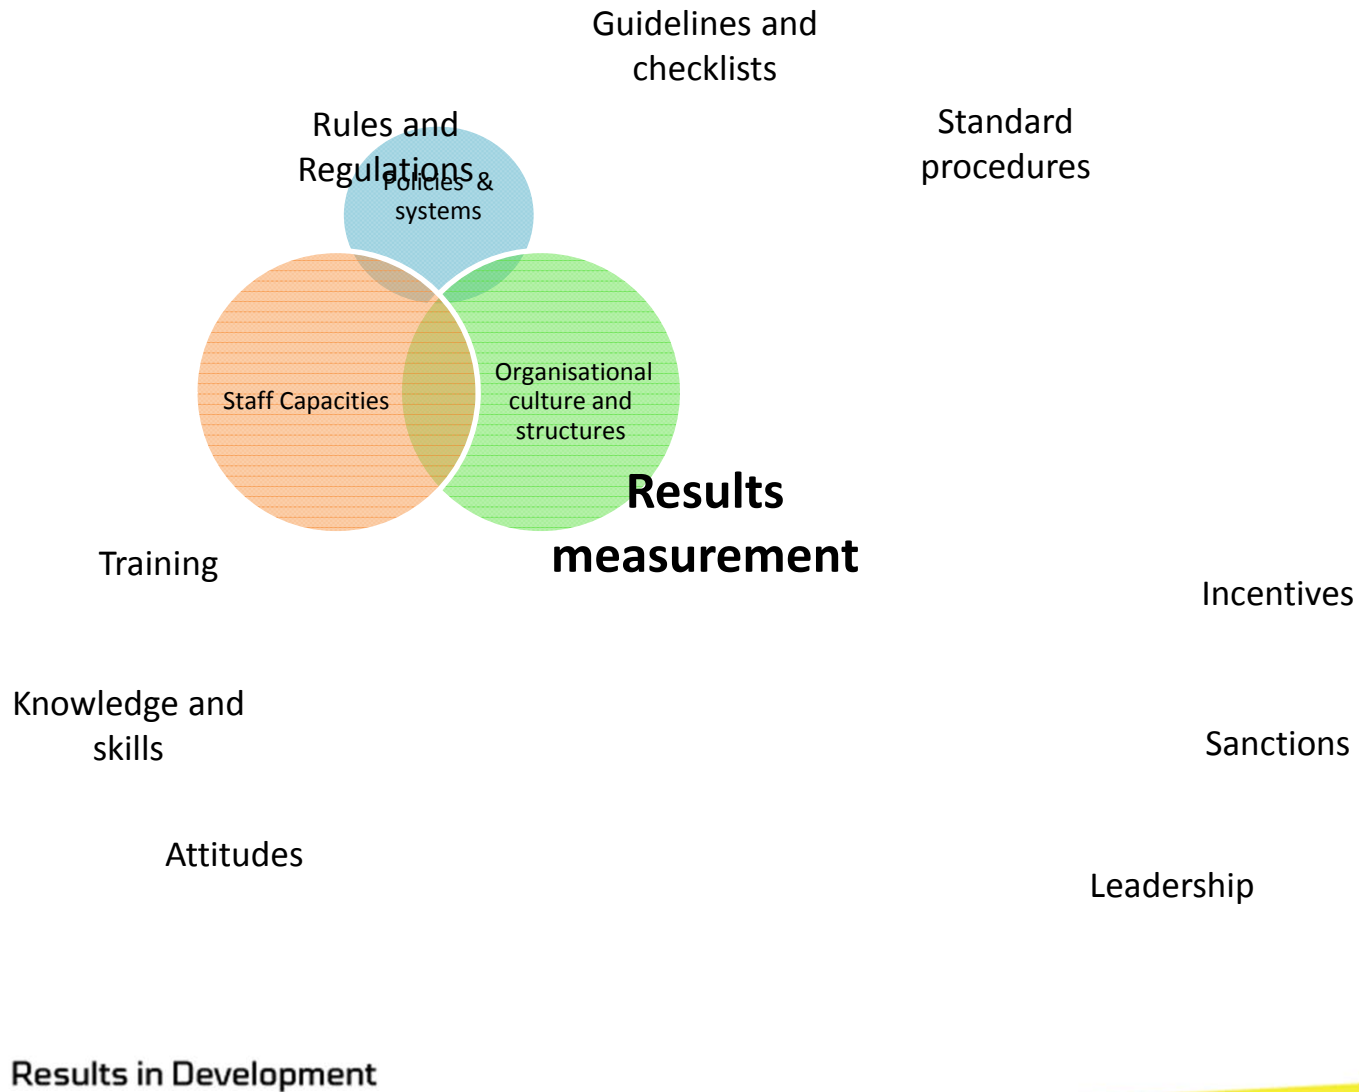 Guidelines and
checklists
Rules and
Regulations
Standard
procedures
Policies &
systems
Staff Capacities
Organisational
culture and
structures
Results
measurement
Training
Incentives
Knowledge and
skills
Sanctions
Attitudes
Leadership
Results in Development